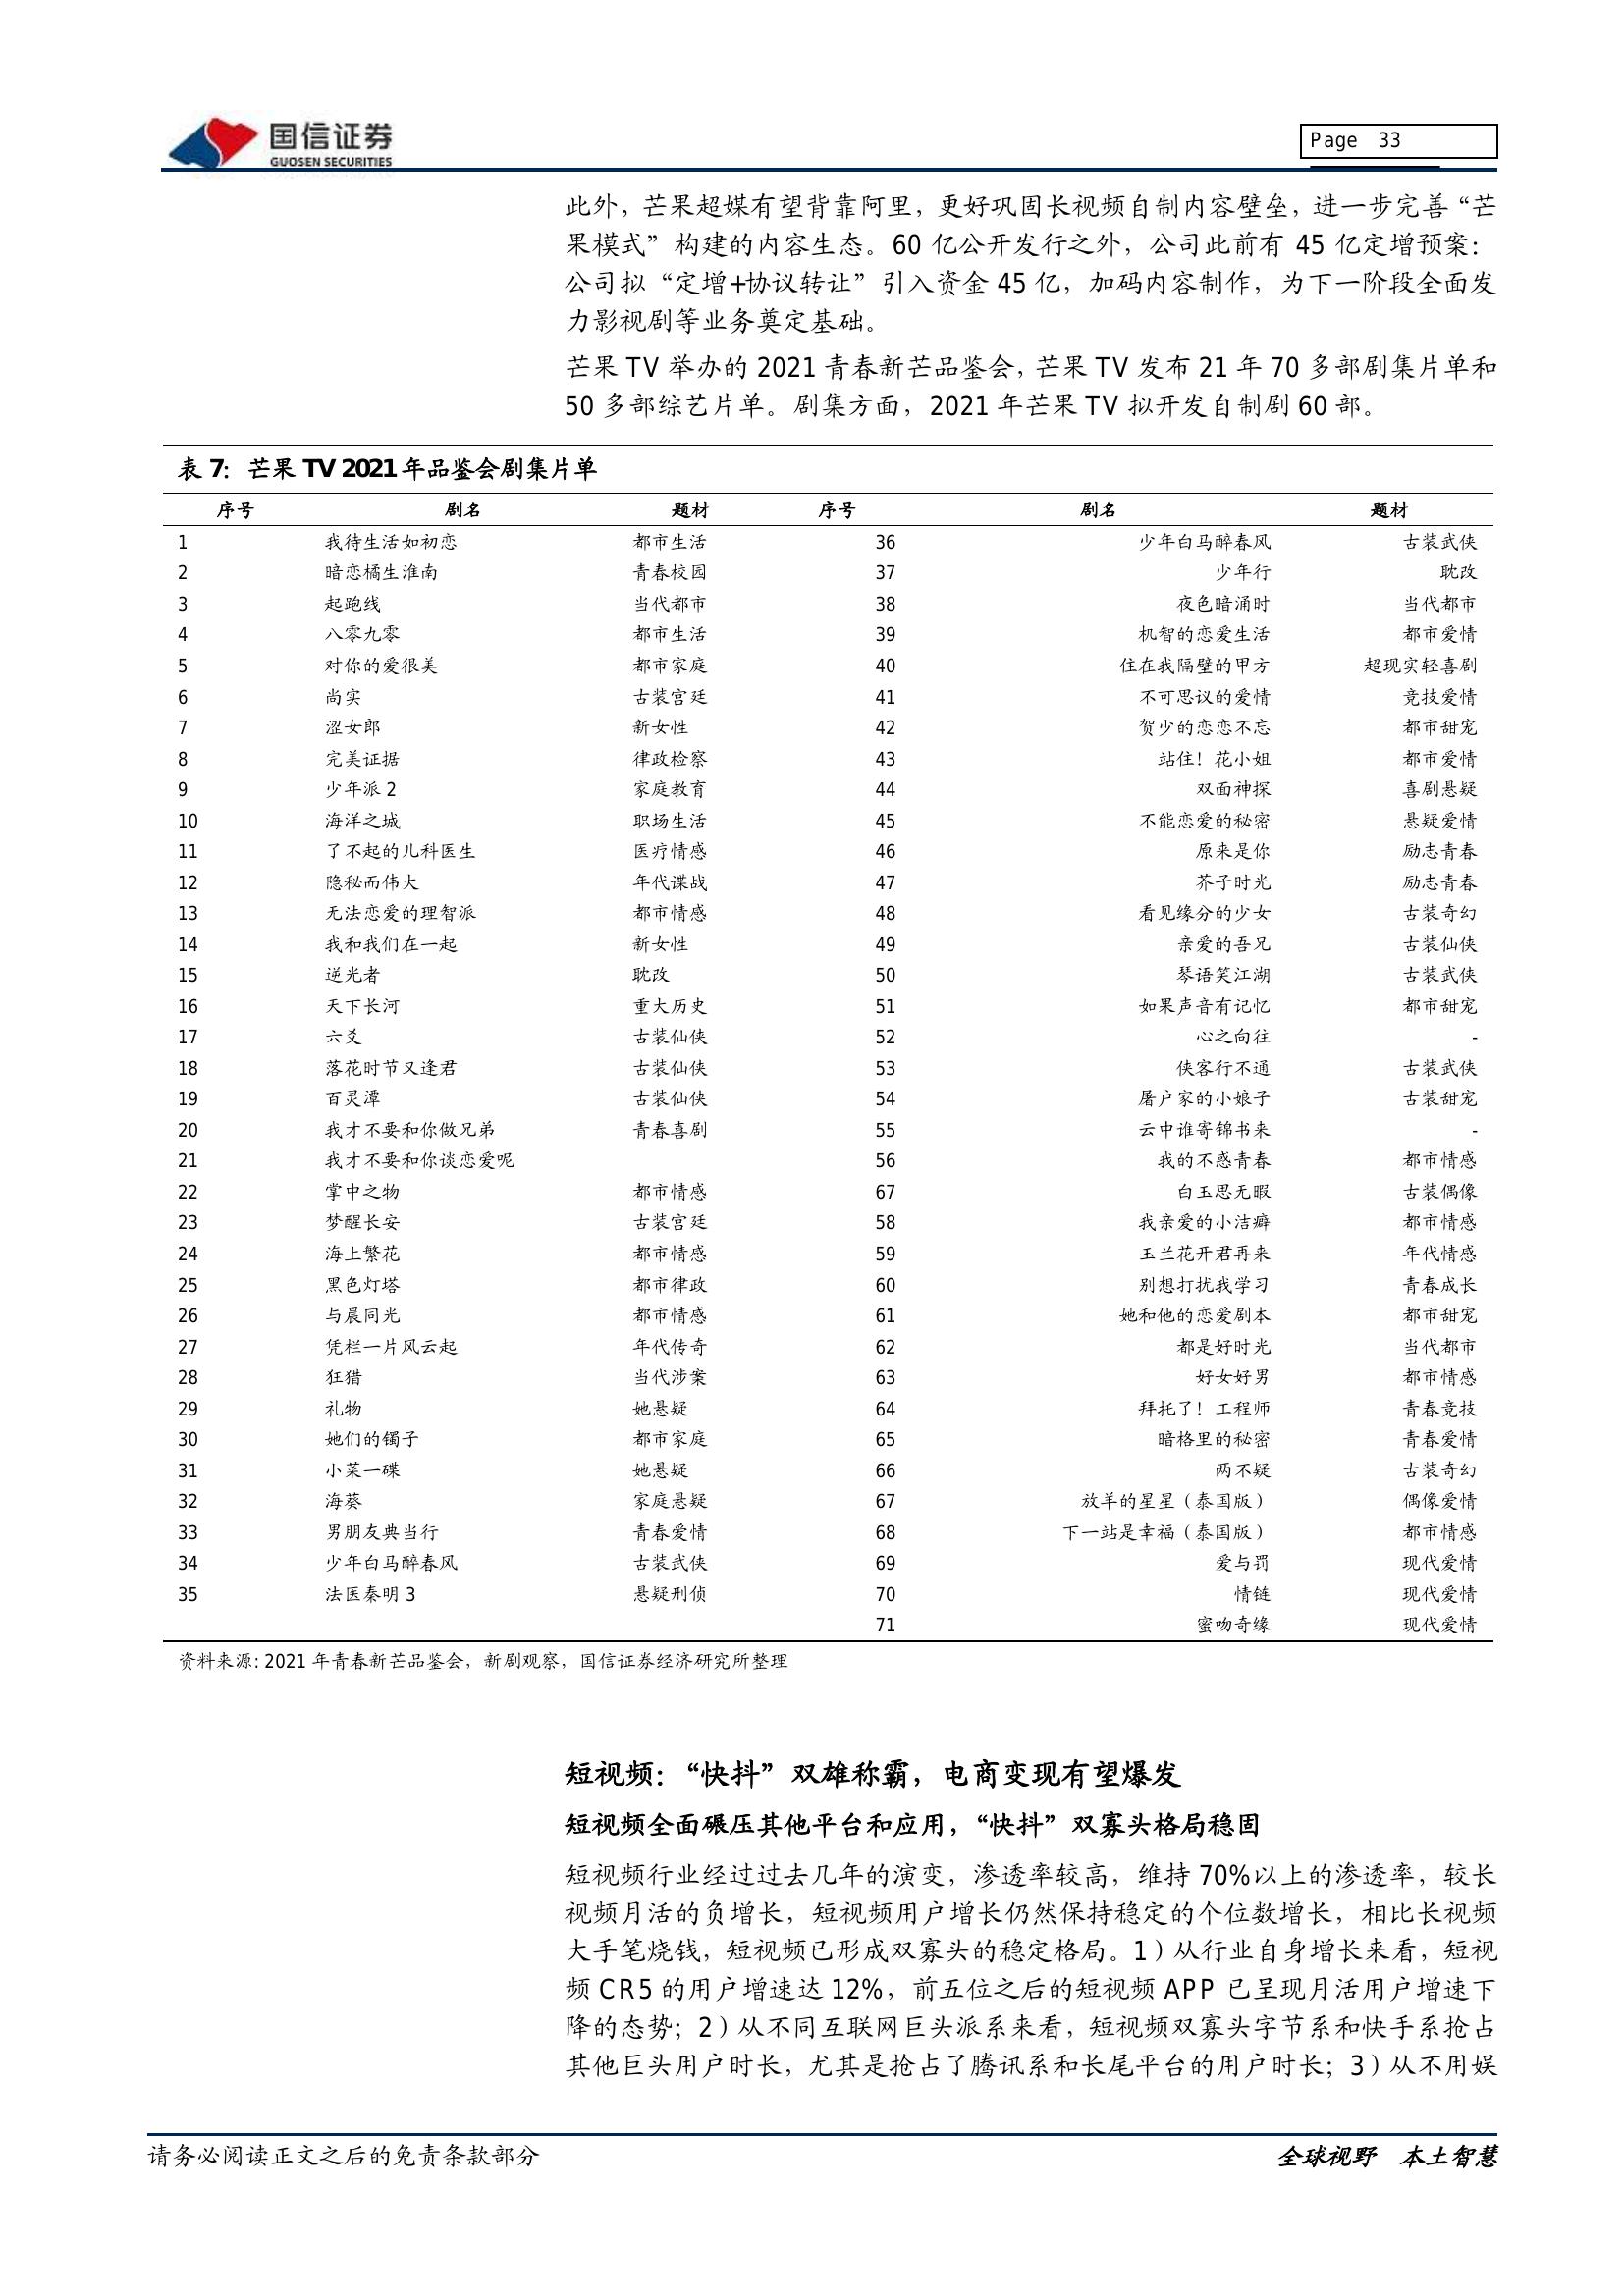 国信证券
GUOSEN SECURITIES
Page 33
此外，芒果超媒有望背靠阿里，更好巩固长视频自制内容壁垒，进一步完善“芒
果模式”构建的内容生态。60 亿公开发行之外，公司此前有 45 亿定增预案：
公司拟“定增+协议转让”引入资金 45 亿，加码内容制作，为下一阶段全面发
力影视剧等业务奠定基础。
芒果 TV 举办的 2021 青春新芒品鉴会，芒果 TV 发布 21 年 70 多部剧集片单和
50 多部综艺片单。剧集方面，2021 年芒果 TV 拟开发自制剧 60 部。
表 7：芒果 TV 2021 年品鉴会剧集片单
序号 剧名 题材 序号 剧名 题材
1 我待生活如初恋 都市生活 36 少年白马醉春风 古装武侠
2 暗恋橘生淮南 青春校园 37 少年行 耽改
3 起跑线 当代都市 38 夜色暗涌时 当代都市
4 八零九零 都市生活 39 机智的恋爱生活 都市爱情
5 对你的爱很美 都市家庭 40 住在我隔壁的甲方 超现实轻喜剧
6 尚实 古装宫廷 41 不可思议的爱情 竞技爱情
7 涩女郎 新女性 42 贺少的恋恋不忘 都市甜宠
8 完美证据 律政检察 43 站住！花小姐 都市爱情
9 少年派 2 家庭教育 44 双面神探 喜剧悬疑
10 海洋之城 职场生活 45 不能恋爱的秘密 悬疑爱情
11 了不起的儿科医生 医疗情感 46 原来是你 励志青春
12 隐秘而伟大 年代谍战 47 芥子时光 励志青春
13 无法恋爱的理智派 都市情感 48 看见缘分的少女 古装奇幻
14 我和我们在一起 新女性 49 亲爱的吾兄 古装仙侠
15 逆光者 耽改 50 琴语笑江湖 古装武侠
16 天下长河 重大历史 51 如果声音有记忆 都市甜宠
17 六爻 古装仙侠 52 心之向往 -
18 落花时节又逢君 古装仙侠 53 侠客行不通 古装武侠
19 百灵潭 古装仙侠 54 屠户家的小娘子 古装甜宠
20 我才不要和你做兄弟 青春喜剧 55 云中谁寄锦书来 -
21 我才不要和你谈恋爱呢 56 我的不惑青春 都市情感
22 掌中之物 都市情感 67 白玉思无暇 古装偶像
23 梦醒长安 古装宫廷 58 我亲爱的小洁癖 都市情感
24 海上繁花 都市情感 59 玉兰花开君再来 年代情感
25 黑色灯塔 都市律政 60 别想打扰我学习 青春成长
26 与晨同光 都市情感 61 她和他的恋爱剧本 都市甜宠
27 凭栏一片风云起 年代传奇 62 都是好时光 当代都市
28 狂猎 当代涉案 63 好女好男 都市情感
29 礼物 她悬疑 64 拜托了！工程师 青春竞技
30 她们的镯子 都市家庭 65 暗格里的秘密 青春爱情
31 小菜一碟 她悬疑 66 两不疑 古装奇幻
32 海葵 家庭悬疑 67 放羊的星星（泰国版） 偶像爱情
33 男朋友典当行 青春爱情 68 下一站是幸福（泰国版） 都市情感
34 少年白马醉春风 古装武侠 69 爱与罚 现代爱情
35 法医秦明 3 悬疑刑侦 70 情链 现代爱情
71 蜜吻奇缘 现代爱情
资料来源：2021 年青春新芒品鉴会，新剧观察，国信证券经济研究所整理
短视频：“快抖”双雄称霸，电商变现有望爆发
短视频全面碾压其他平台和应用，“快抖”双寡头格局稳固
短视频行业经过过去几年的演变，渗透率较高，维持 70%以上的渗透率，较长
视频月活的负增长，短视频用户增长仍然保持稳定的个位数增长，相比长视频
大手笔烧钱，短视频已形成双寡头的稳定格局。1）从行业自身增长来看，短视
频 CR5 的用户增速达 12%，前五位之后的短视频 APP 已呈现月活用户增速下
降的态势；2）从不同互联网巨头派系来看，短视频双寡头字节系和快手系抢占
其他巨头用户时长，尤其是抢占了腾讯系和长尾平台的用户时长；3）从不用娱
请务必阅读正文之后的免责条款部分
全球视野 本土智慧